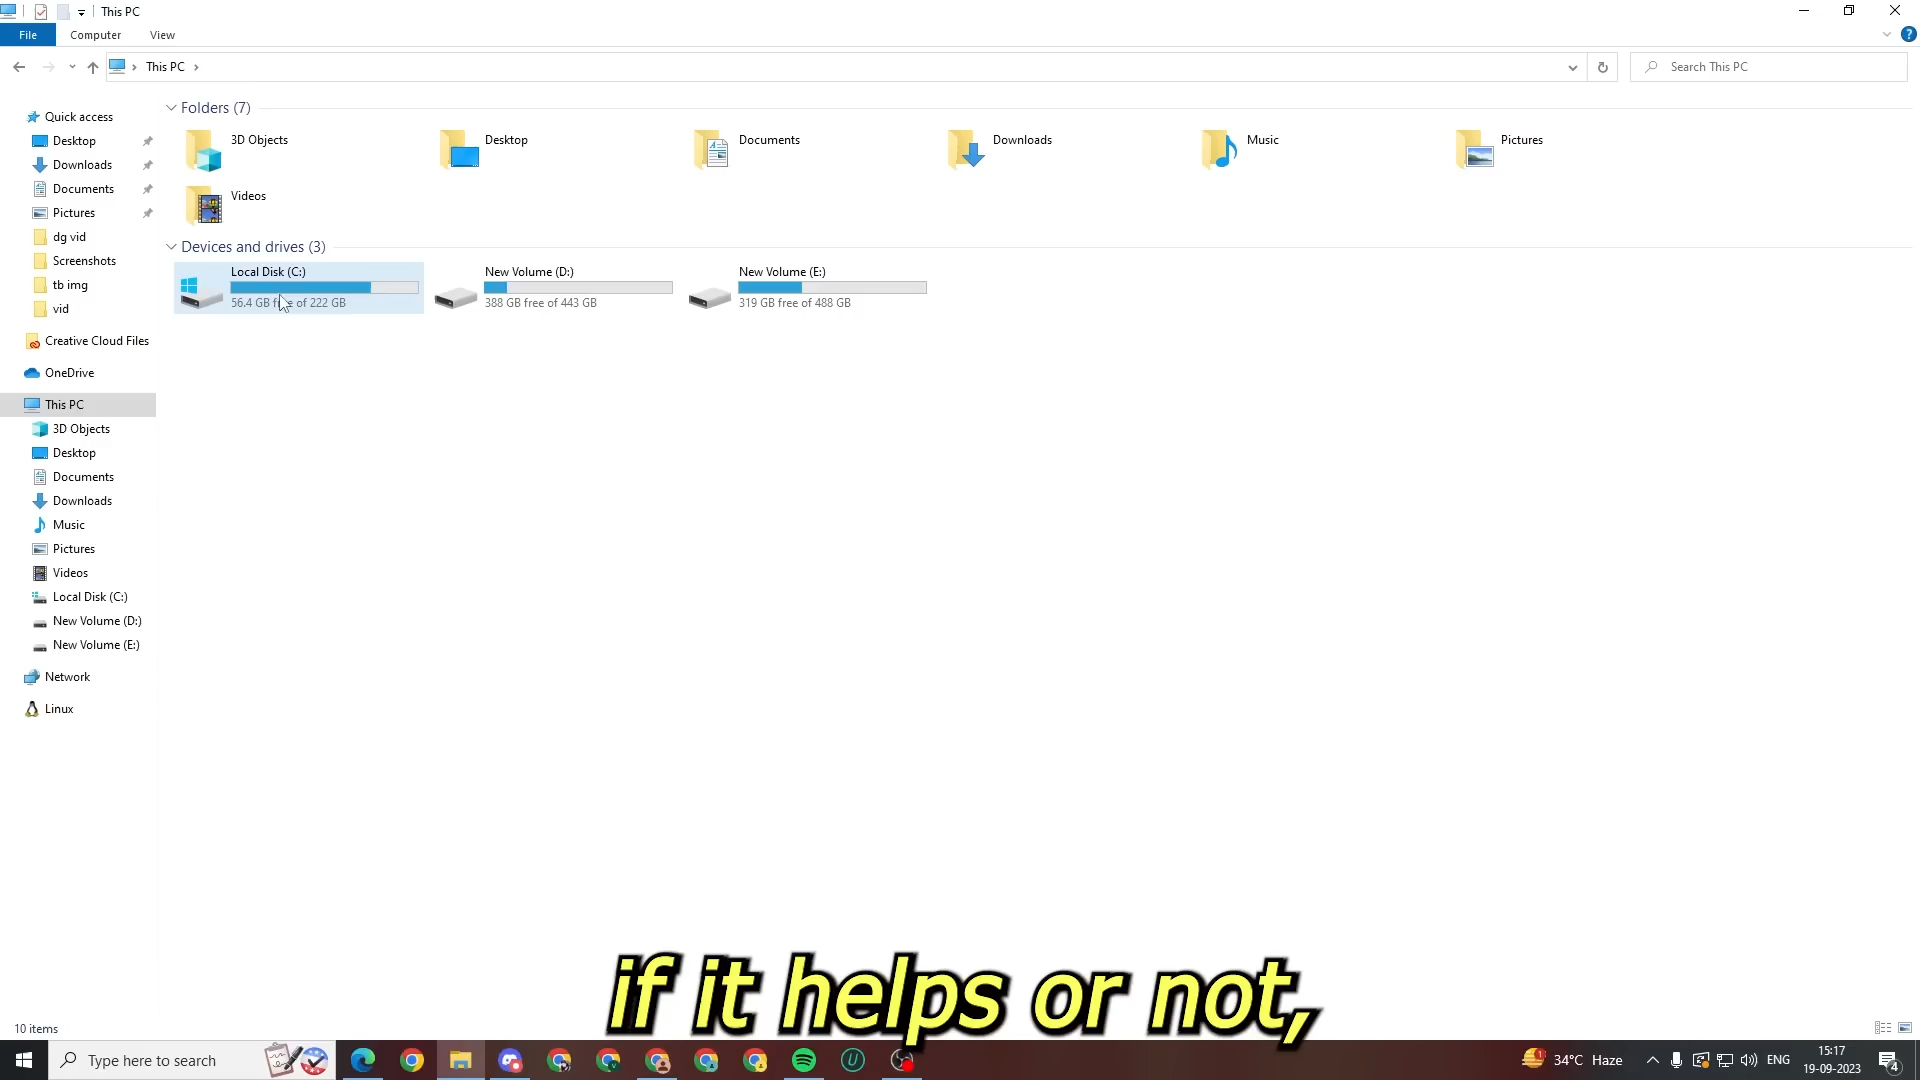 This PC
File
Computer
View
This PC
Search This PC
Quick access
Desktop
Downloads
Documents
Pictures
dg vid
Screenshots
tb img
vid
Creative Cloud Files
OneDrive
This PC
3D Objects
Desktop
Documents
Downloads
Music
Pictures
Videos
Local Disk (C:)
New Volume (D:)
New Volume (E:)
Network
Linux
Folders (7)
3D Objects
Desktop
Documents
Downloads
Music
Pictures
Videos
Devices and drives (3)
Local Disk (C:)
56.4 GB free of 222 GB
New Volume (D:)
388 GB free of 443 GB
New Volume (E:)
319 GB free of 488 GB
if it helps or not,
10 items
Type here to search
34°C Haze
ENG
15:17
19-09-2023
4